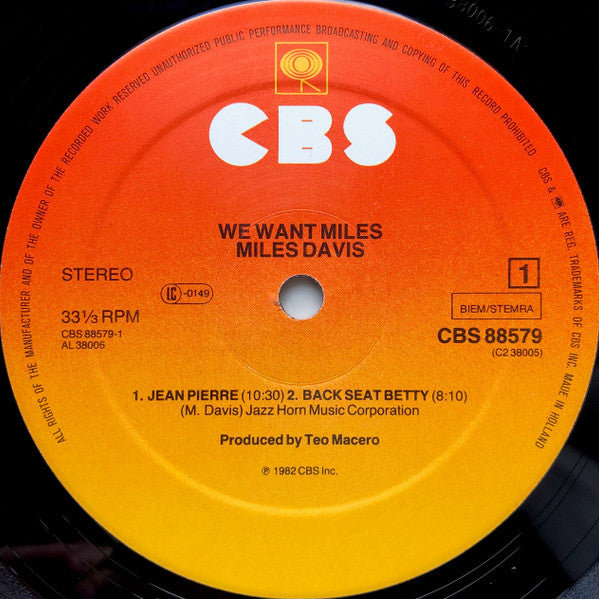 38006-1A
ALL RIGHTS OF THE MANUFACTURER AND OF THE OWNER OF THE RECORDED WORK RESERVED UNAUTHORIZED PUBLIC PERFORMANCE BROADCASTING AND COPYING OF THIS RECORD PROHIBITED CBS & ARE REG. TRADEMARKS OF CBS INC. MADE IN HOLLAND
CBS
WE WANT MILES
MILES DAVIS
STEREO
LC-0149
1
33⅓ RPM
BIEM/STEMRA
CBS 88579-1
CBS 88579
AL 38006
(C2 38005)
1. JEAN PIERRE (10:30) 2. BACK SEAT BETTY (8:10)
(M. Davis) Jazz Horn Music Corporation
Produced by Teo Macero
℗ 1982 CBS Inc.